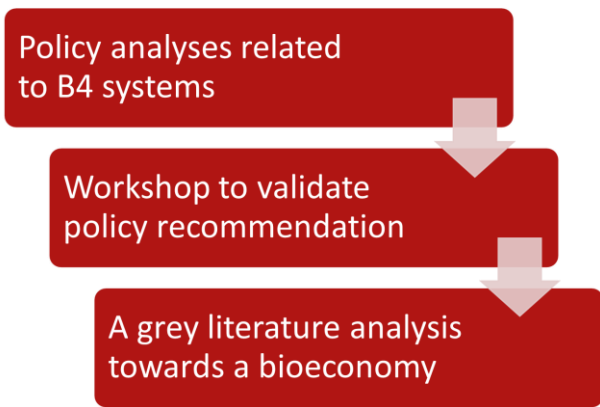 Policy analyses related
to B4 systems
Workshop to validate
policy recommendation
A grey literature analysis
towards a bioeconomy